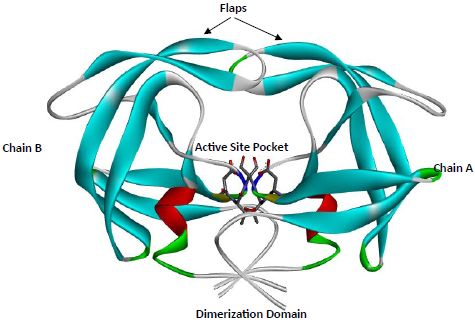 Flaps
Chain B
Active Site Pocket
Chain A
Dimerization Domain